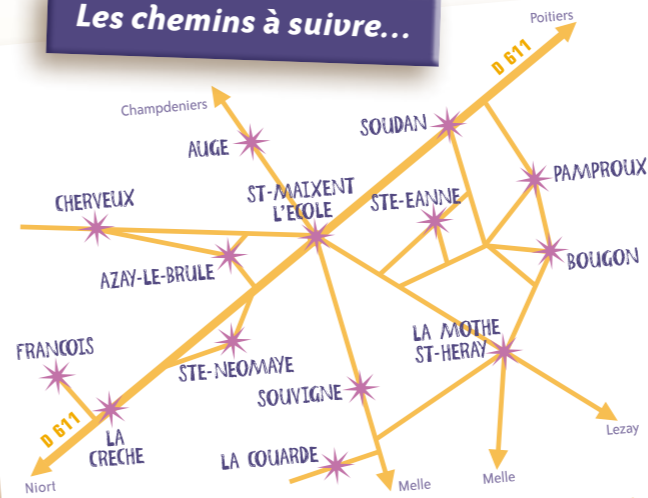 Les chemins à suivre...
Poitiers
D 611
Champdeniers
SOUDAN
AUGE
PAMPROUX
ST-MAIXENT
L'ECOLE
STE-EANNE
CHERVEUX
BOUGON
AZAY-LE-BRULE
LA MOTHE
ST-HERAY
FRANCOIS
STE-NEOMAYE
SOUVIGNE
D 611
LA
CRECHE
LA COUARDE
Lezay
Niort
Melle
Melle